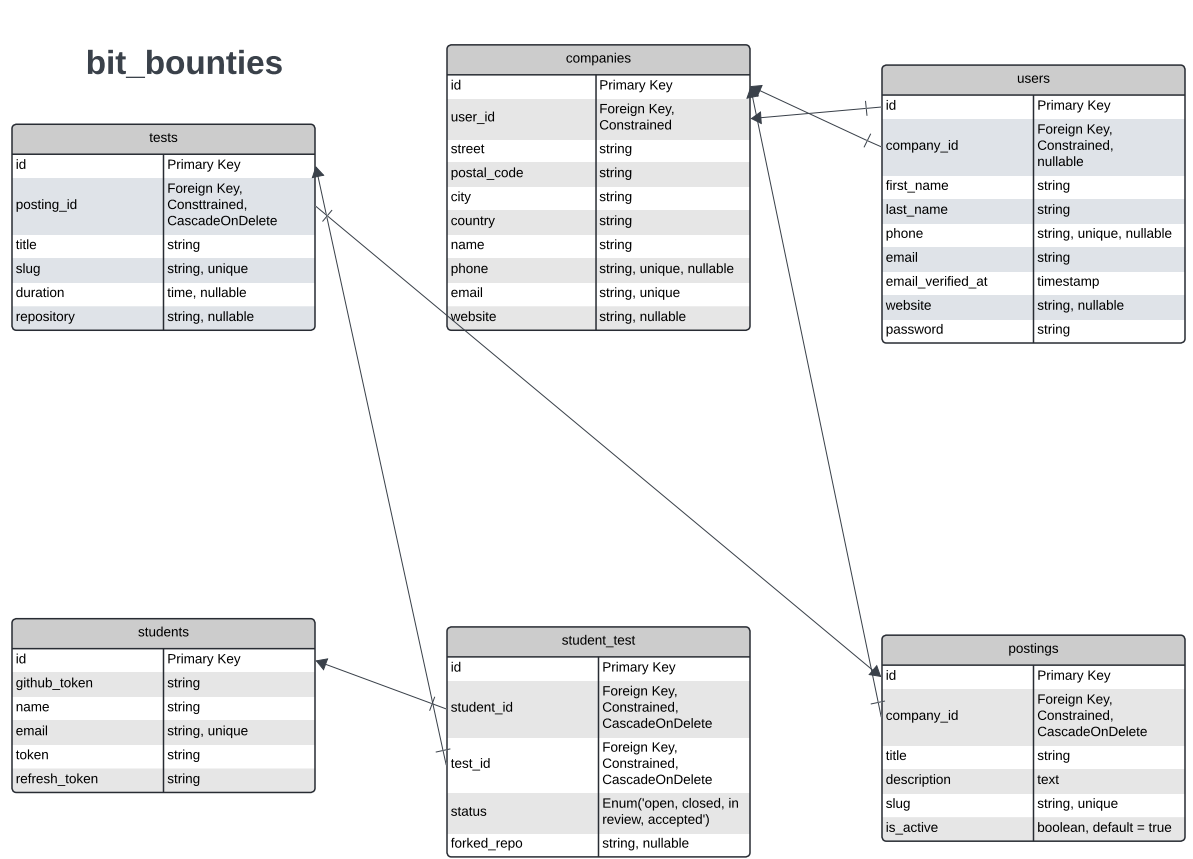 bit_bounties
companies
id Primary Key
user_id Foreign Key,
Constrained
street string
postal_code string
city string
country string
name string
phone string, unique, nullable
email string, unique
website string, nullable
users
id Primary Key
company_id Foreign Key,
Constrained,
nullable
first_name string
last_name string
phone string, unique, nullable
email string
email_verified_at timestamp
website string, nullable
password string
tests
id Primary Key
posting_id Foreign Key,
Consttrained,
CascadeOnDelete
title string
slug string, unique
duration time, nullable
repository string, nullable
students
id Primary Key
github_token string
name string
email string, unique
token string
refresh_token string
student_test
id Primary Key
student_id Foreign Key,
Constrained,
CascadeOnDelete
test_id Foreign Key,
Constrained,
CascadeOnDelete
status Enum('open, closed, in
review, accepted')
forked_repo string, nullable
postings
id Primary Key
company_id Foreign Key,
Constrained,
CascadeOnDelete
title string
description text
slug string, unique
is_active boolean, default = true